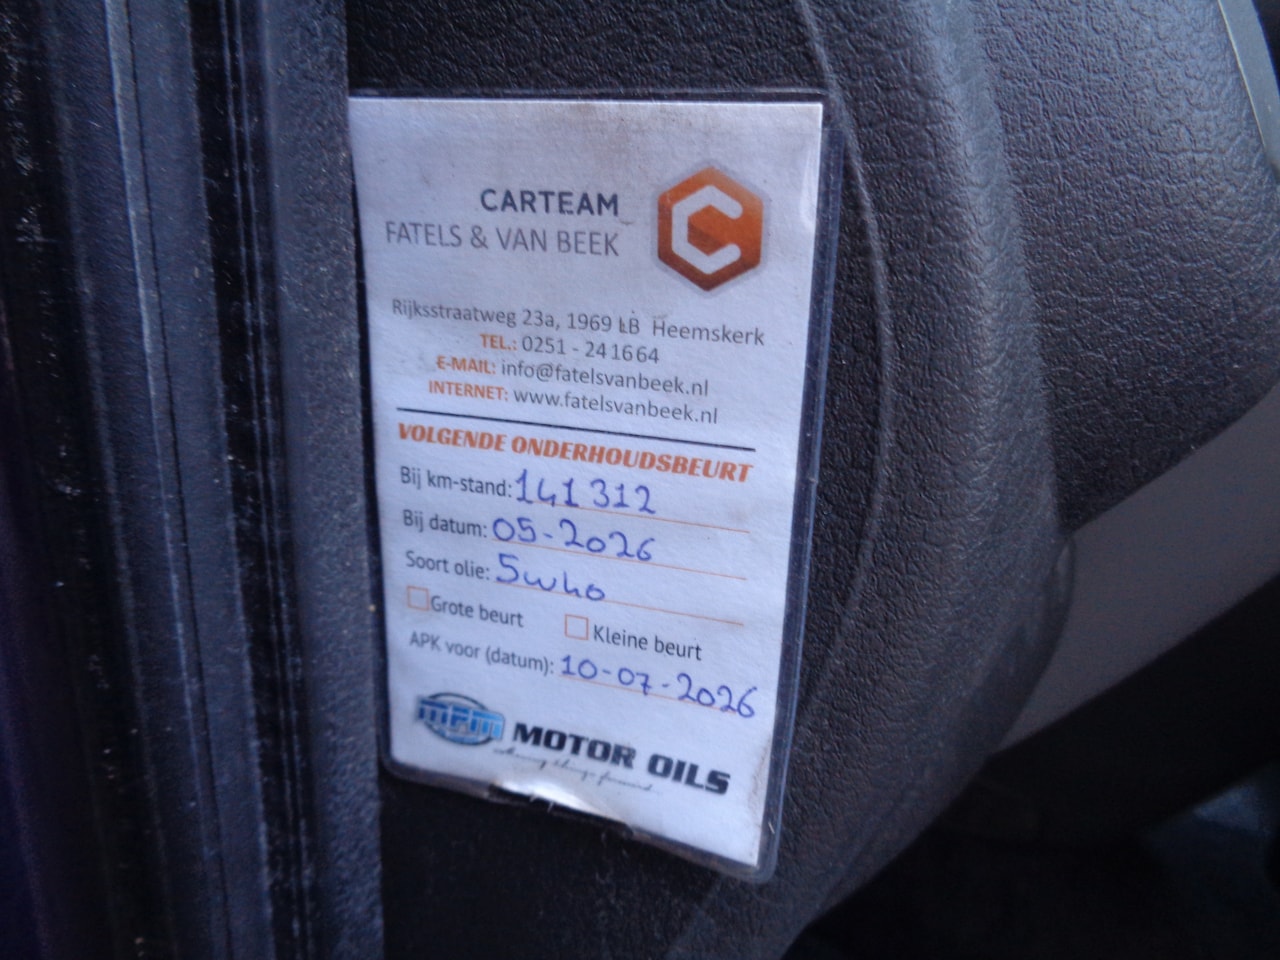 CARTEAM
FATELS & VAN BEEK
Rijksstraatweg 23a, 1969 LB Heemskerk
TEL.: 0251 - 241664
E-MAIL: info@fatelsvanbeek.nl
INTERNET: www.fatelsvanbeek.nl
VOLGENDE ONDERHOUDSBEURT
Bij km-stand: 141312
Bij datum: 05-2026
Soort olie: 5w40
Grote beurt Kleine beurt
APK voor (datum): 10-07-2026
MPM MOTOR OILS